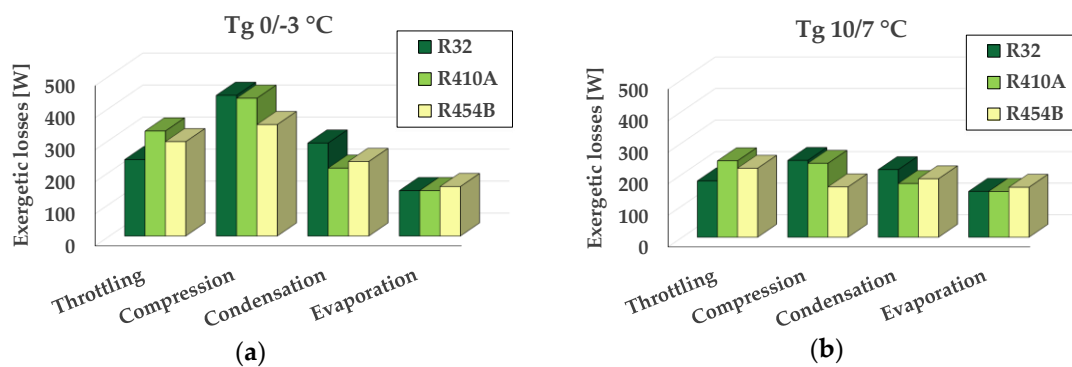 Tg 0/-3 °C
Exergetic losses [W]
500
400
300
200
100
0
R32
R410A
R454B
Throttling
Compression
Condensation
Evaporation
(a)
Tg 10/7 °C
Exergetic losses [W]
500
400
300
200
100
0
R32
R410A
R454B
Throttling
Compression
Condensation
Evaporation
(b)